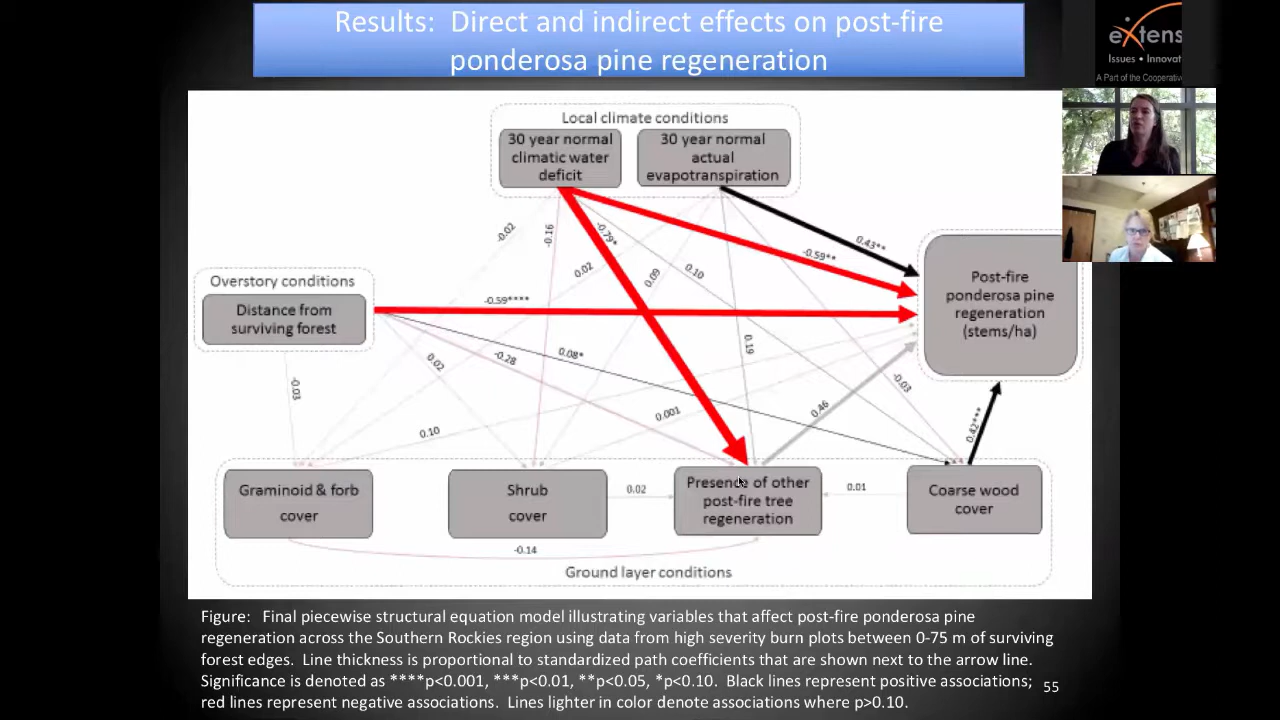 Results:  Direct and indirect effects on post-fire
ponderosa pine regeneration
extens
Issues • Innovat
A Part of the Cooperative
Local climate conditions
30 year normal
climatic water
deficit
30 year normal
actual
evapotranspiration
-0.02
-0.16
-0.79*
0.02
0.09
0.10
0.43**
-0.59**
Overstory conditions
Distance from
surviving forest
-0.59****
Post-fire
ponderosa pine
regeneration
(stems/ha)
-0.03
0.02
-0.28
0.08*
0.19
-0.03
0.10
0.001
0.46
0.42***
Graminoid & forb
cover
Shrub
cover
0.02
Presence of other
post-fire tree
regeneration
0.01
Coarse wood
cover
-0.14
Ground layer conditions
Figure:   Final piecewise structural equation model illustrating variables that affect post-fire ponderosa pine
regeneration across the Southern Rockies region using data from high severity burn plots between 0-75 m of surviving
forest edges.  Line thickness is proportional to standardized path coefficients that are shown next to the arrow line.
Significance is denoted as ****p<0.001, ***p<0.01, **p<0.05, *p<0.10.  Black lines represent positive associations;
red lines represent negative associations.  Lines lighter in color denote associations where p>0.10.
55